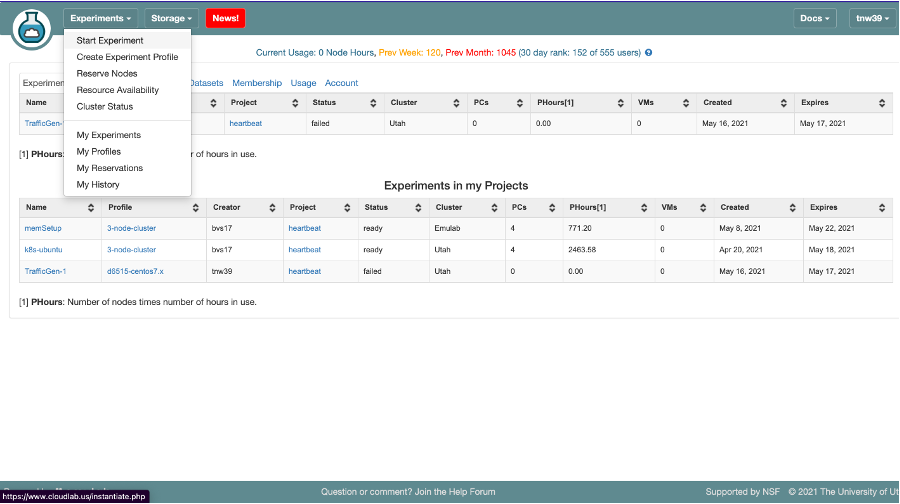 Experiments Storage News! Docs tnw39
Start Experiment
Create Experiment Profile
Reserve Nodes
Resource Availability
Cluster Status
My Experiments
My Profiles
My Reservations
My History
Current Usage: 0 Node Hours, Prev Week: 120, Prev Month: 1045 (30 day rank: 152 of 555 users)
Experimen Datasets Membership Usage Account
Name Project Status Cluster PCs PHours[1] VMs Created Expires
TrafficGen- heartbeat failed Utah 0 0.00 0 May 16, 2021 May 17, 2021
[1] PHours: r of hours in use.
Experiments in my Projects
Name Profile Creator Project Status Cluster PCs PHours[1] VMs Created Expires
memSetup 3-node-cluster bvs17 heartbeat ready Emulab 4 771.20 0 May 8, 2021 May 22, 2021
k8s-ubuntu 3-node-cluster bvs17 heartbeat ready Utah 4 2463.58 0 Apr 20, 2021 May 18, 2021
TrafficGen-1 d6515-centos7.x tnw39 heartbeat failed Utah 0 0.00 0 May 16, 2021 May 17, 2021
[1] PHours: Number of nodes times number of hours in use.
https://www.cloudlab.us/instantiate.php
Question or comment? Join the Help Forum
Supported by NSF © 2021 The University of Ut